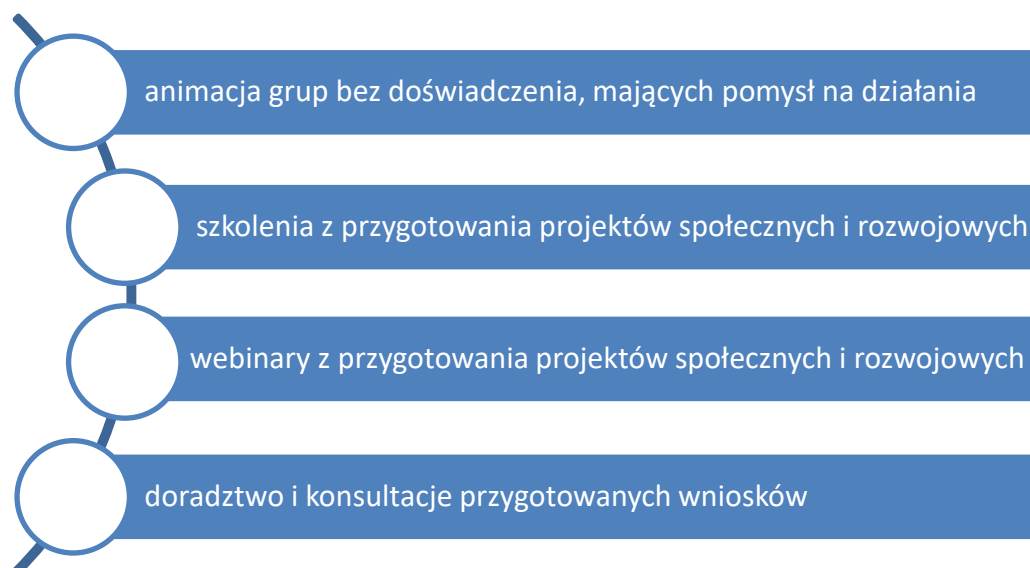 animacja grup bez doświadczenia, mających pomysł na działania
szkolenia z przygotowania projektów społecznych i rozwojowych
webinary z przygotowania projektów społecznych i rozwojowych
doradztwo i konsultacje przygotowanych wniosków